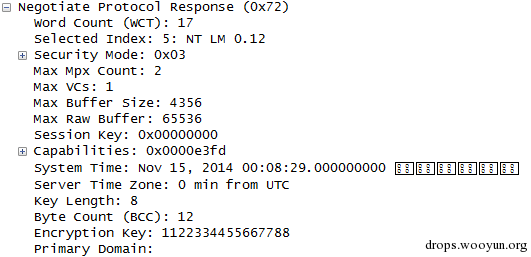 Negotiate Protocol Response (0x72)
Word Count (WCT): 17
Selected Index: 5: NT LM 0.12
Security Mode: 0x03
Max Mpx Count: 2
Max VCs: 1
Max Buffer Size: 4356
Max Raw Buffer: 65536
Session Key: 0x00000000
Capabilities: 0x0000e3fd
System Time: Nov 15, 2014 00:08:29.000000000
Server Time Zone: 0 min from UTC
Key Length: 8
Byte Count (BCC): 12
Encryption Key: 1122334455667788
Primary Domain:
drops.wooyun.org